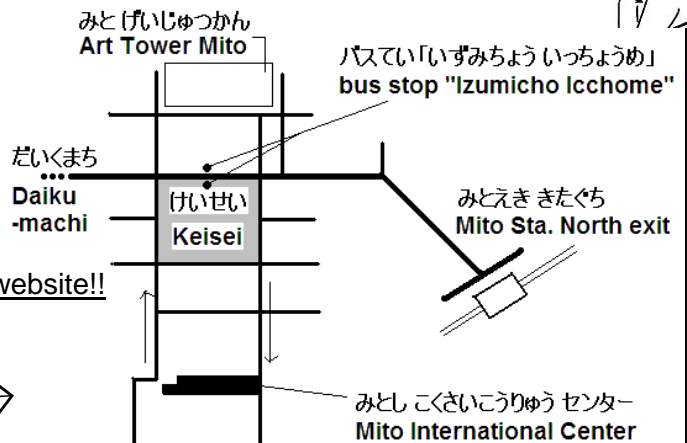 みと げいじゅつかん
Art Tower Mito
バスてい「いずみちょう いっちょうめ」
bus stop "Izumicho Icchome"
だいくまち
Daiku
-machi
けいせい
Keisei
みとえき きたぐち
Mito Sta. North exit
website!!
みとし こくさいこうりゅう センター
Mito International Center